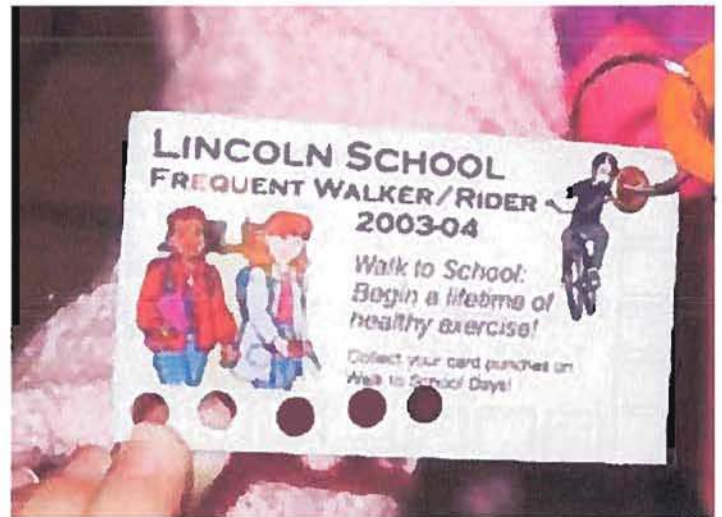 LINCOLN SCHOOL
FREQUENT WALKER/RIDER
2003-04
Walk to School:
Begin a lifetime of
healthy exercise!
Collect your card punches on
Walk to School Days!